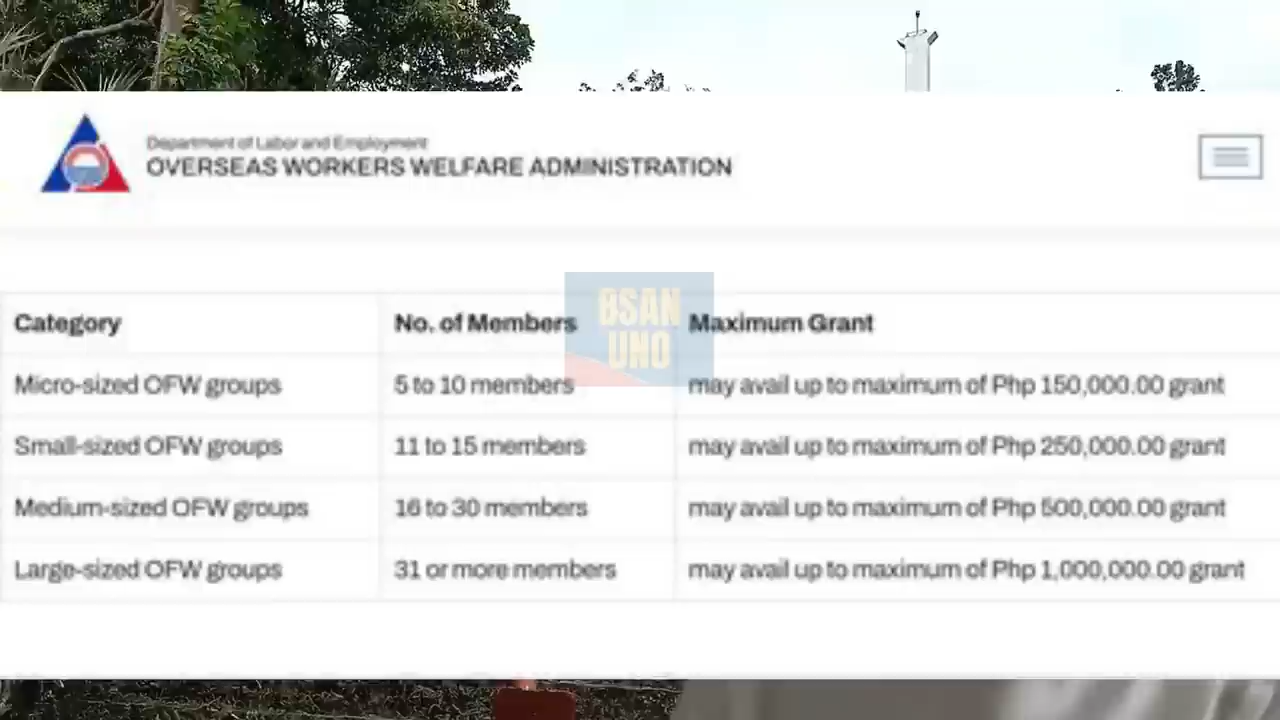 Department of Labor and Employment
OVERSEAS WORKERS WELFARE ADMINISTRATION
BSAN
UNO
Category No. of Members Maximum Grant
Micro-sized OFW groups 5 to 10 members may avail up to maximum of Php 150,000.00 grant
Small-sized OFW groups 11 to 15 members may avail up to maximum of Php 250,000.00 grant
Medium-sized OFW groups 16 to 30 members may avail up to maximum of Php 500,000.00 grant
Large-sized OFW groups 31 or more members may avail up to maximum of Php 1,000,000.00 grant